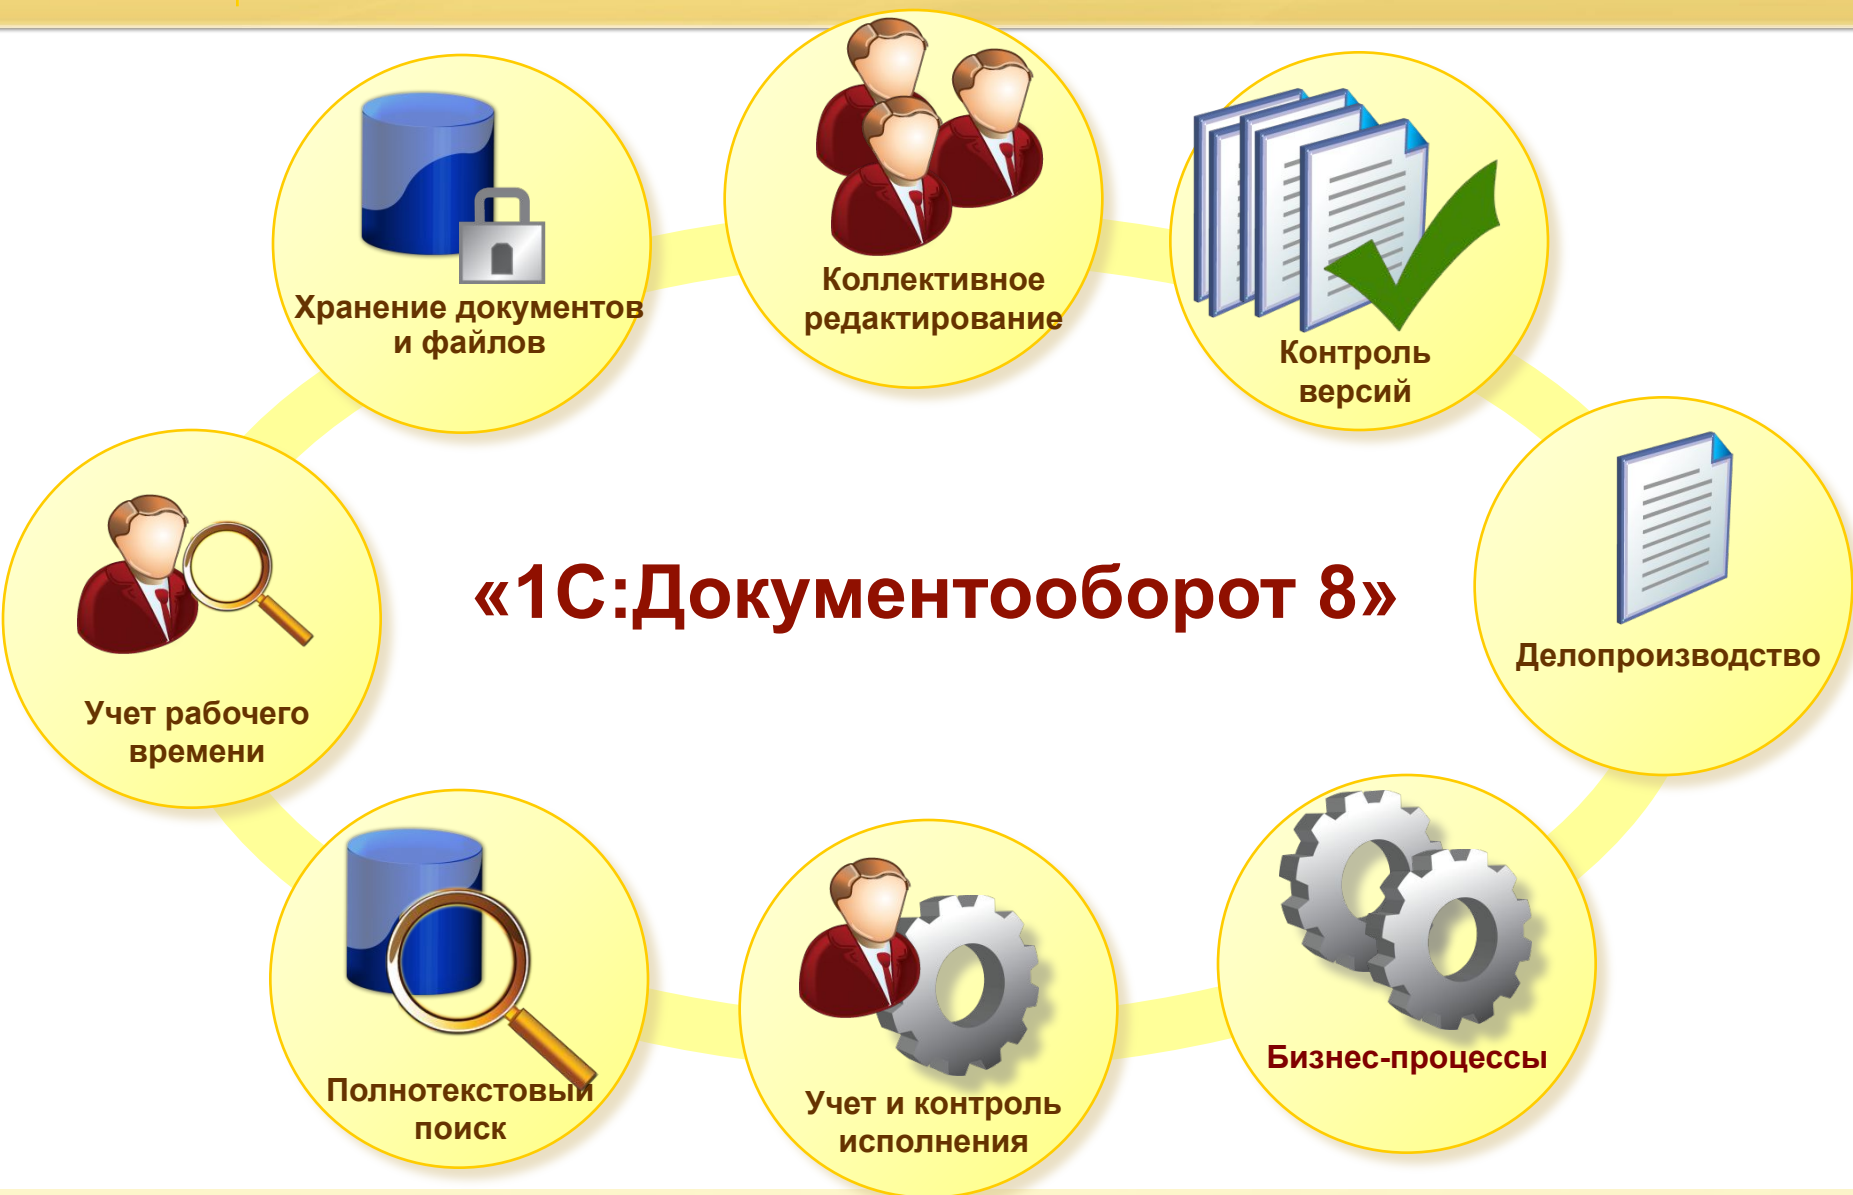 Хранение документов
и файлов
Коллективное
редактирование
Контроль
версий
Делопроизводство
«1С:Документооборот 8»
Учет рабочего
времени
Полнотекстовый
поиск
Учет и контроль
исполнения
Бизнес-процессы